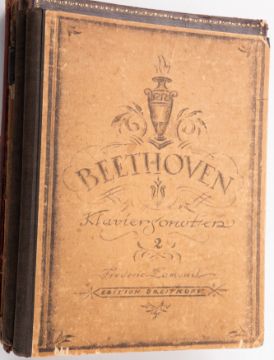 BEETHOVEN
Klaviersonaten
2
Frederic Lamond
EDITION BREITKOPF